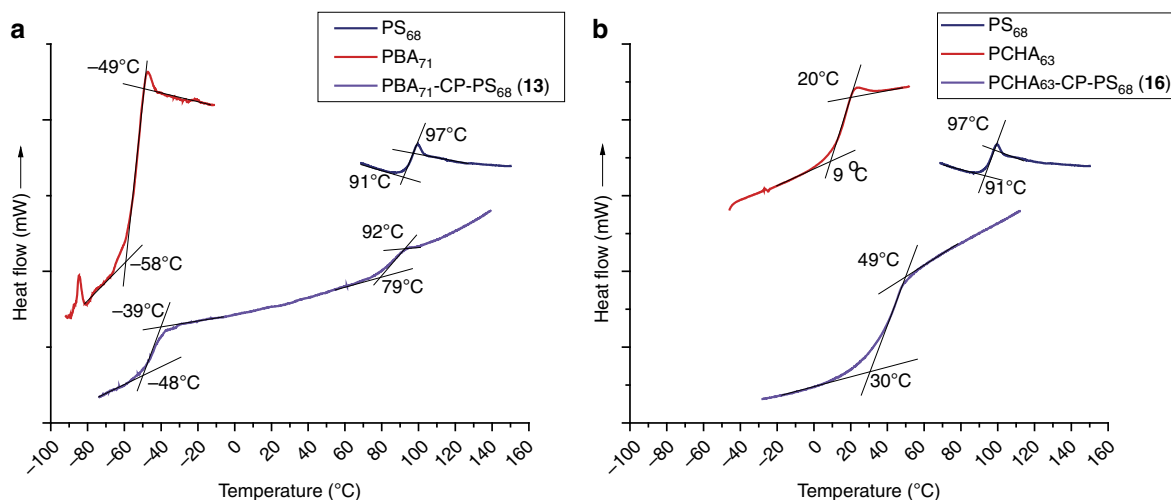 a
PS68
PBA71
PBA71-CP-PS68 (13)
–49°C
97°C
91°C
–58°C
92°C
79°C
–39°C
–48°C
Heat flow (mW)
–100 –80 –60 –40 –20 0 20 40 60 80 100 120 140 160
Temperature (°C)
b
PS68
PCHA63
PCHA63-CP-PS68 (16)
20°C
97°C
9 °C
91°C
49°C
30°C
Heat flow (mW)
–100 –80 –60 –40 –20 0 20 40 60 80 100 120 140 160
Temperature (°C)